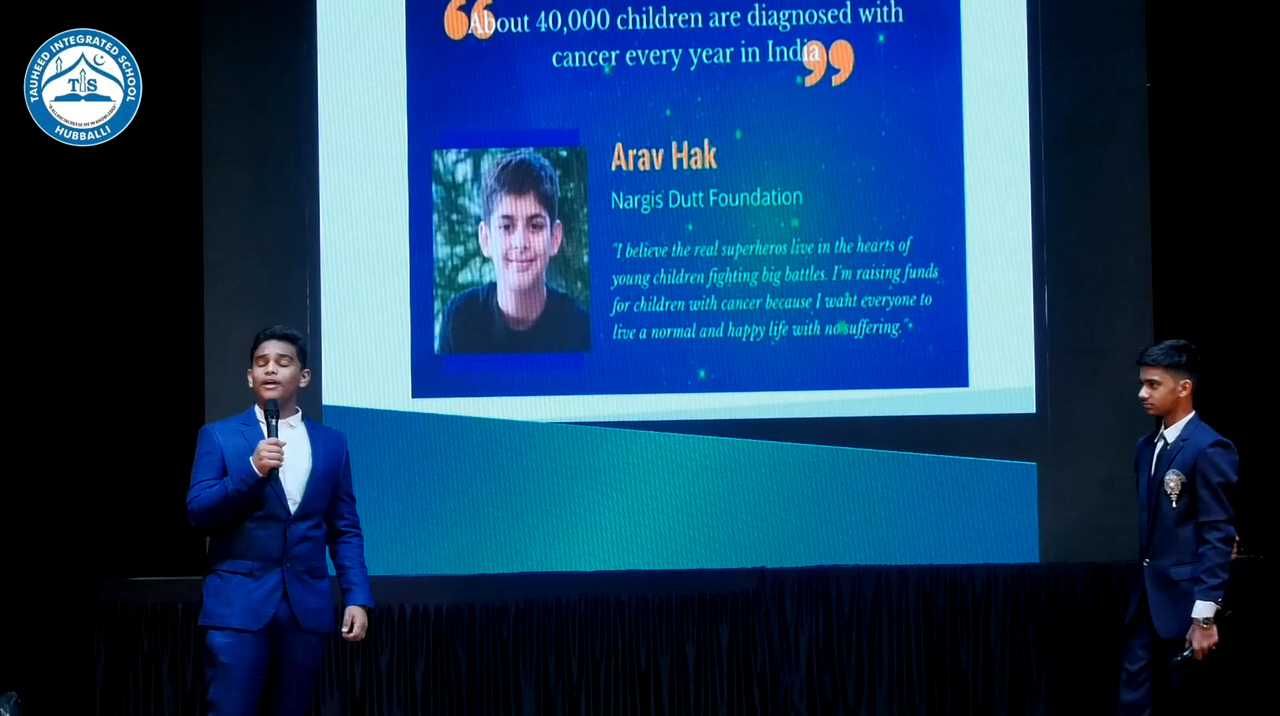 TAUHEED INTEGRATED SCHOOL
TIS
HUBBALLI
“About 40,000 children are diagnosed with
cancer every year in India”
Arav Hak
Nargis Dutt Foundation
"I believe the real superheros live in the hearts of
young children fighting big battles. I'm raising funds
for children with cancer because I want everyone to
live a normal and happy life with no suffering."